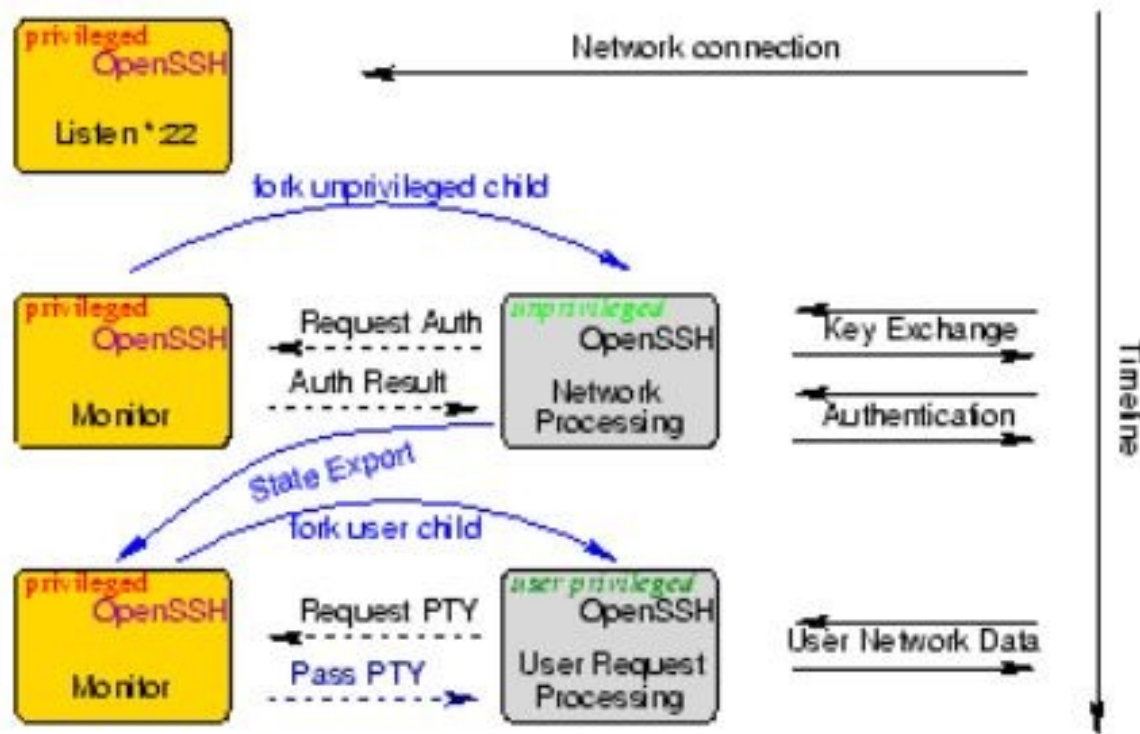 privileged
OpenSSH
Listen *:22
Network connection
fork unprivileged child
privileged
OpenSSH
Monitor
Request Auth
Auth Result
unprivileged
OpenSSH
Network
Processing
Key Exchange
Authentication
State Export
fork user child
privileged
OpenSSH
Monitor
Request PTY
Pass PTY
user privileged
OpenSSH
User Request
Processing
User Network Data
Timeline